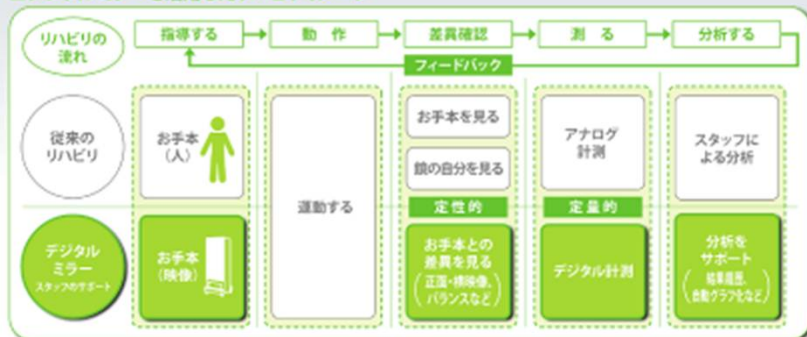 リハビリの
流れ
指導する
動 作
差異確認
測 る
分析する
フィードバック
従来の
リハビリ
お手本
(人)
運動する
お手本を見る
鏡の自分を見る
アナログ
計測
スタッフに
よる分析
定性的
定量的
デジタル
ミラー
スタッフのサポート
お手本
(映像)
お手本との
差異を見る
(正面・横映像、
バランスなど)
デジタル計測
分析を
サポート
(結果履歴、
自動グラフ化など)